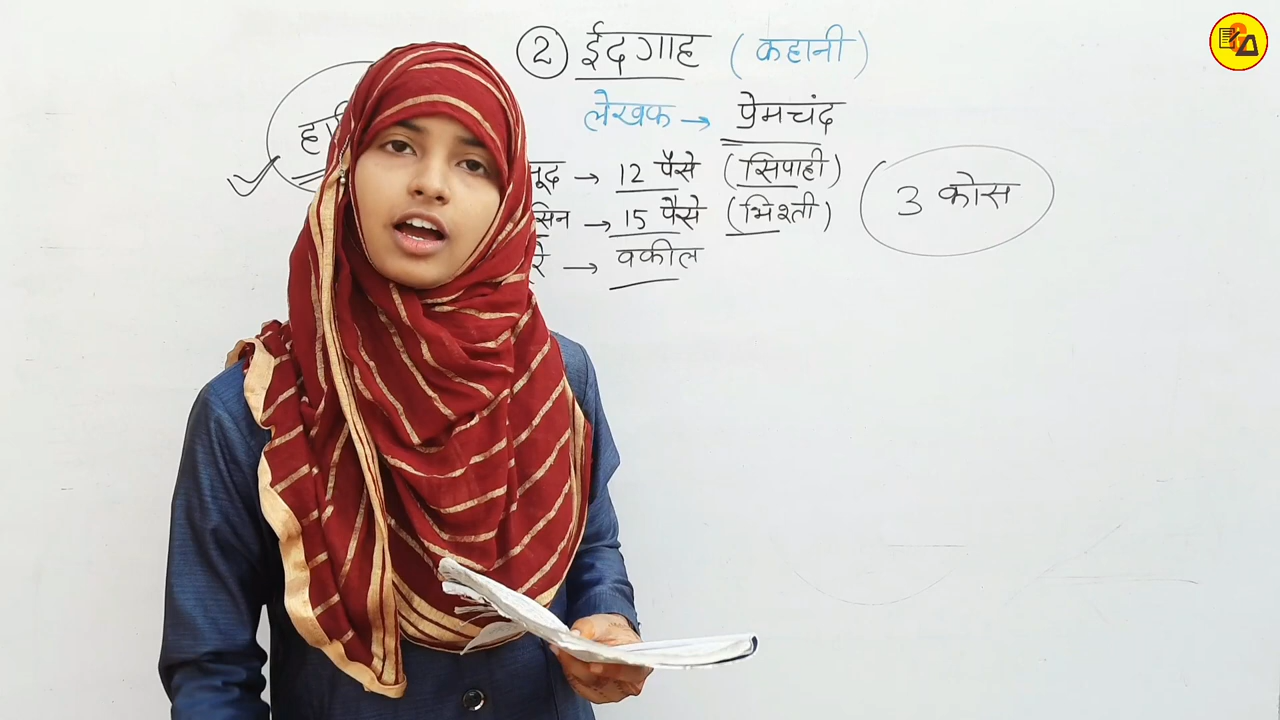 ② ईदगाह (कहानी)
लेखक → प्रेमचंद
→ 12 पैसे (सिपाही)
→ 15 पैसे (भिश्ती)
→ वकील
3 कोस